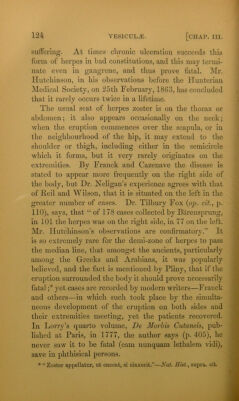 124 VESICULÆ. [CHAP. III.
suffering. At times chronic ulceration succeeds this
form of herpes in bad constitutions, and this may termi-
nate even in gangrene, and thus prove fatal. Mr.
Hutchinson, in his observations before the Hunterian
Medical Society, on 25th February, 1863, has concluded
that it rarely occurs twice in a lifetime.
The usual seat of herpes zoster is on the thorax or
abdomen; it also appears occasionally on the neck;
when the eruption commences over the scapula, or in
the neighbourhood of the hip, it may extend to the
shoulder or thigh, including either in the semicircle
which it forms, but it very rarely originates on the
extremities. By Franck and Cazenave the disease is
stated to appear more frequently on the right side of
the body, but Dr. Neligan's experience agrees with that
of Reil and Wilson, that it is situated on the left in the
greater number of cases. Dr. Tilbury Fox (op. cit., p.
110), says, that "of 178 cases collected by Bärensprung,
in 101 the herpes was on the right side, in 77 on the left.
Mr. Hutchinson's observations are confirmatory." It
is so extremely rare for the demi-zone of herpes to pass
the median line, that amongst the ancients, particularly
among the Greeks and Arabians, it was popularly
believed, and the fact is mentioned by Pliny, that if the
eruption surrounded the body it should prove necessarily
fatal;* yet cases are recorded by modern writers—Franck
and others—in which such took place by the simulta-
neous development of the eruption on both sides and
their extremities meeting, yet the patients recovered.
In Lorry's quarto volume, De Morbis Cutaneis, pub-
lished at Paris, in 1777, the author says (p. 405), he
never saw it to be fatal (eam nunquam lethalem vidi),
save in phthisical persons.
* "Zoster appellatur, et enecat, si cinxerit."—Nat. Hist., supra. cit.